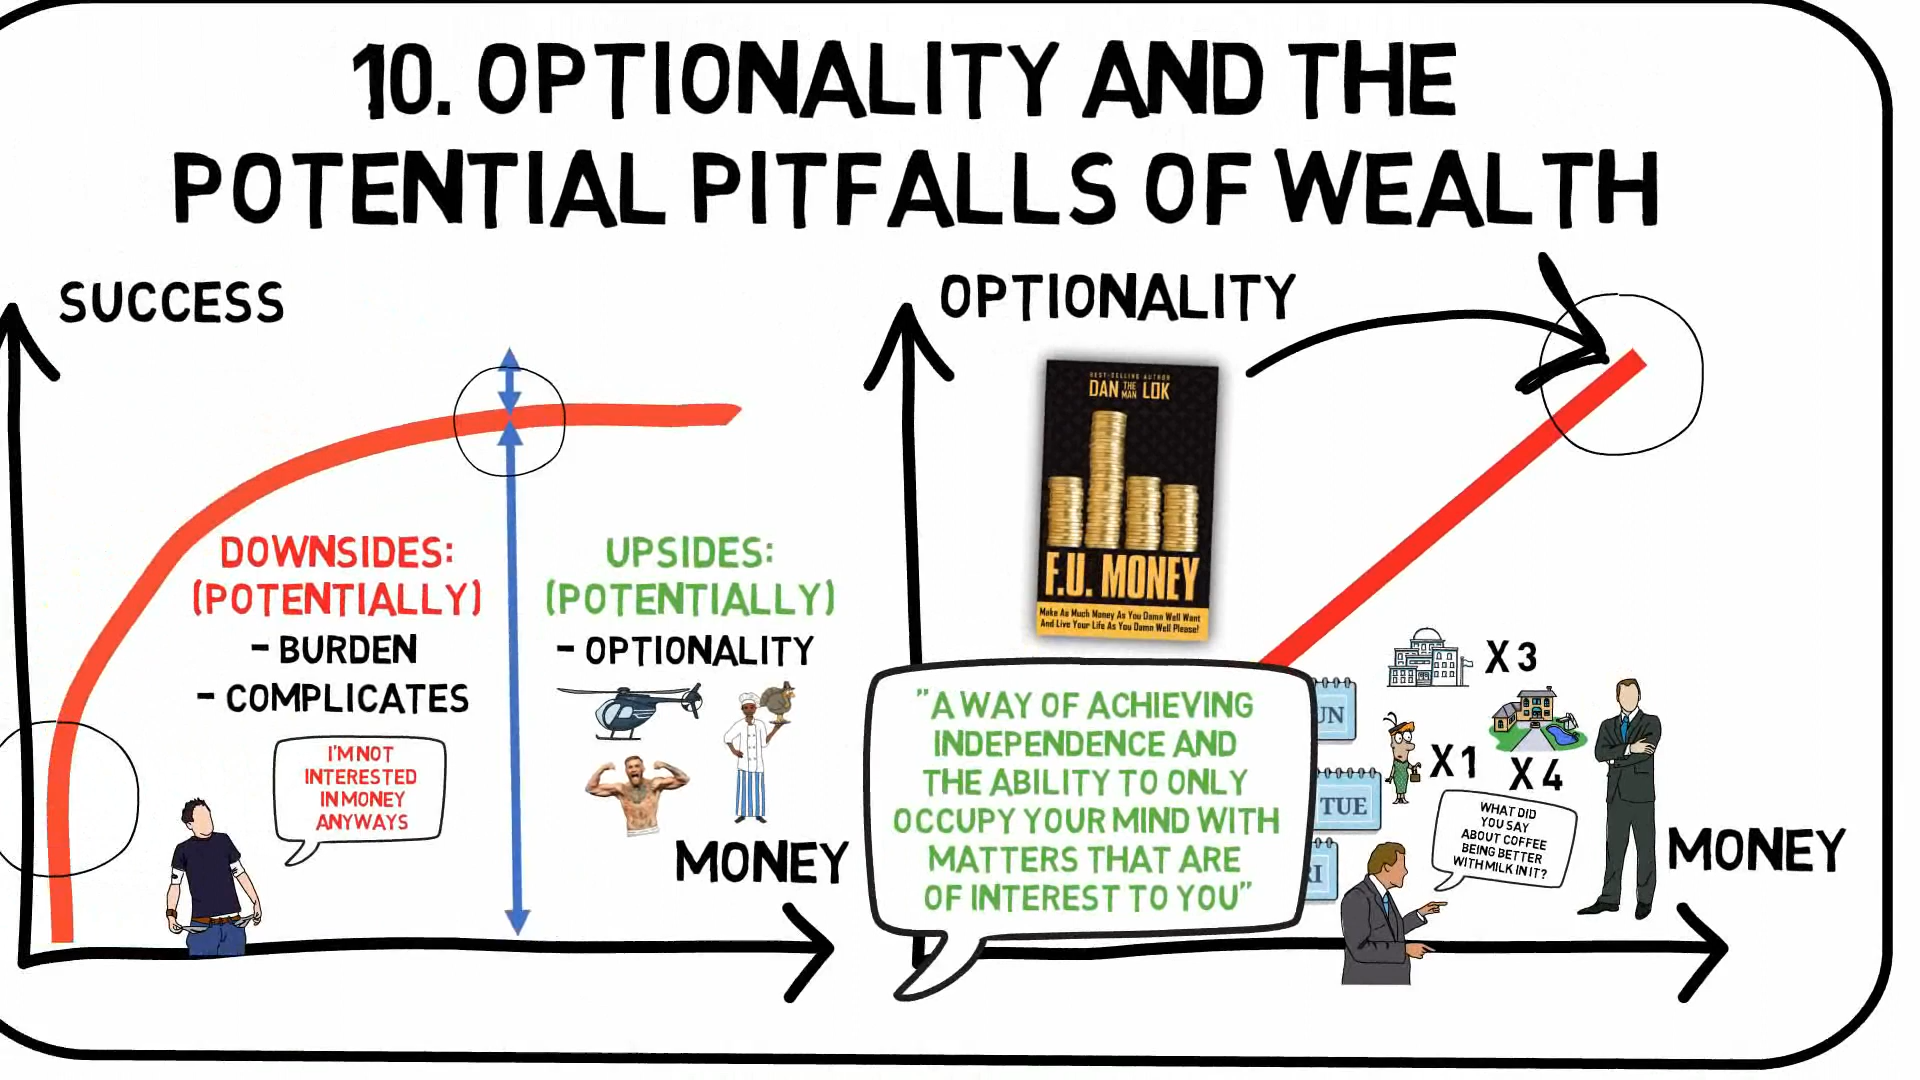 10. OPTIONALITY AND THE
POTENTIAL PITFALLS OF WEALTH
SUCCESS
DOWNSIDES:
(POTENTIALLY)
- BURDEN
- COMPLICATES
I'M NOT
INTERESTED
IN MONEY
ANYWAYS
UPSIDES:
(POTENTIALLY)
- OPTIONALITY
MONEY
OPTIONALITY
BEST-SELLING AUTHOR
DAN THE MAN LOK
F.U. MONEY
Make As Much Money As You Damn Well Want
And Live Your Life As You Damn Well Please!
"A WAY OF ACHIEVING
INDEPENDENCE AND
THE ABILITY TO ONLY
OCCUPY YOUR MIND WITH
MATTERS THAT ARE
OF INTEREST TO YOU"
UN
TUE
RI
X 3
X 1
X 4
WHAT DID
YOU SAY
ABOUT COFFEE
BEING BETTER
WITH MILK IN IT?
MONEY